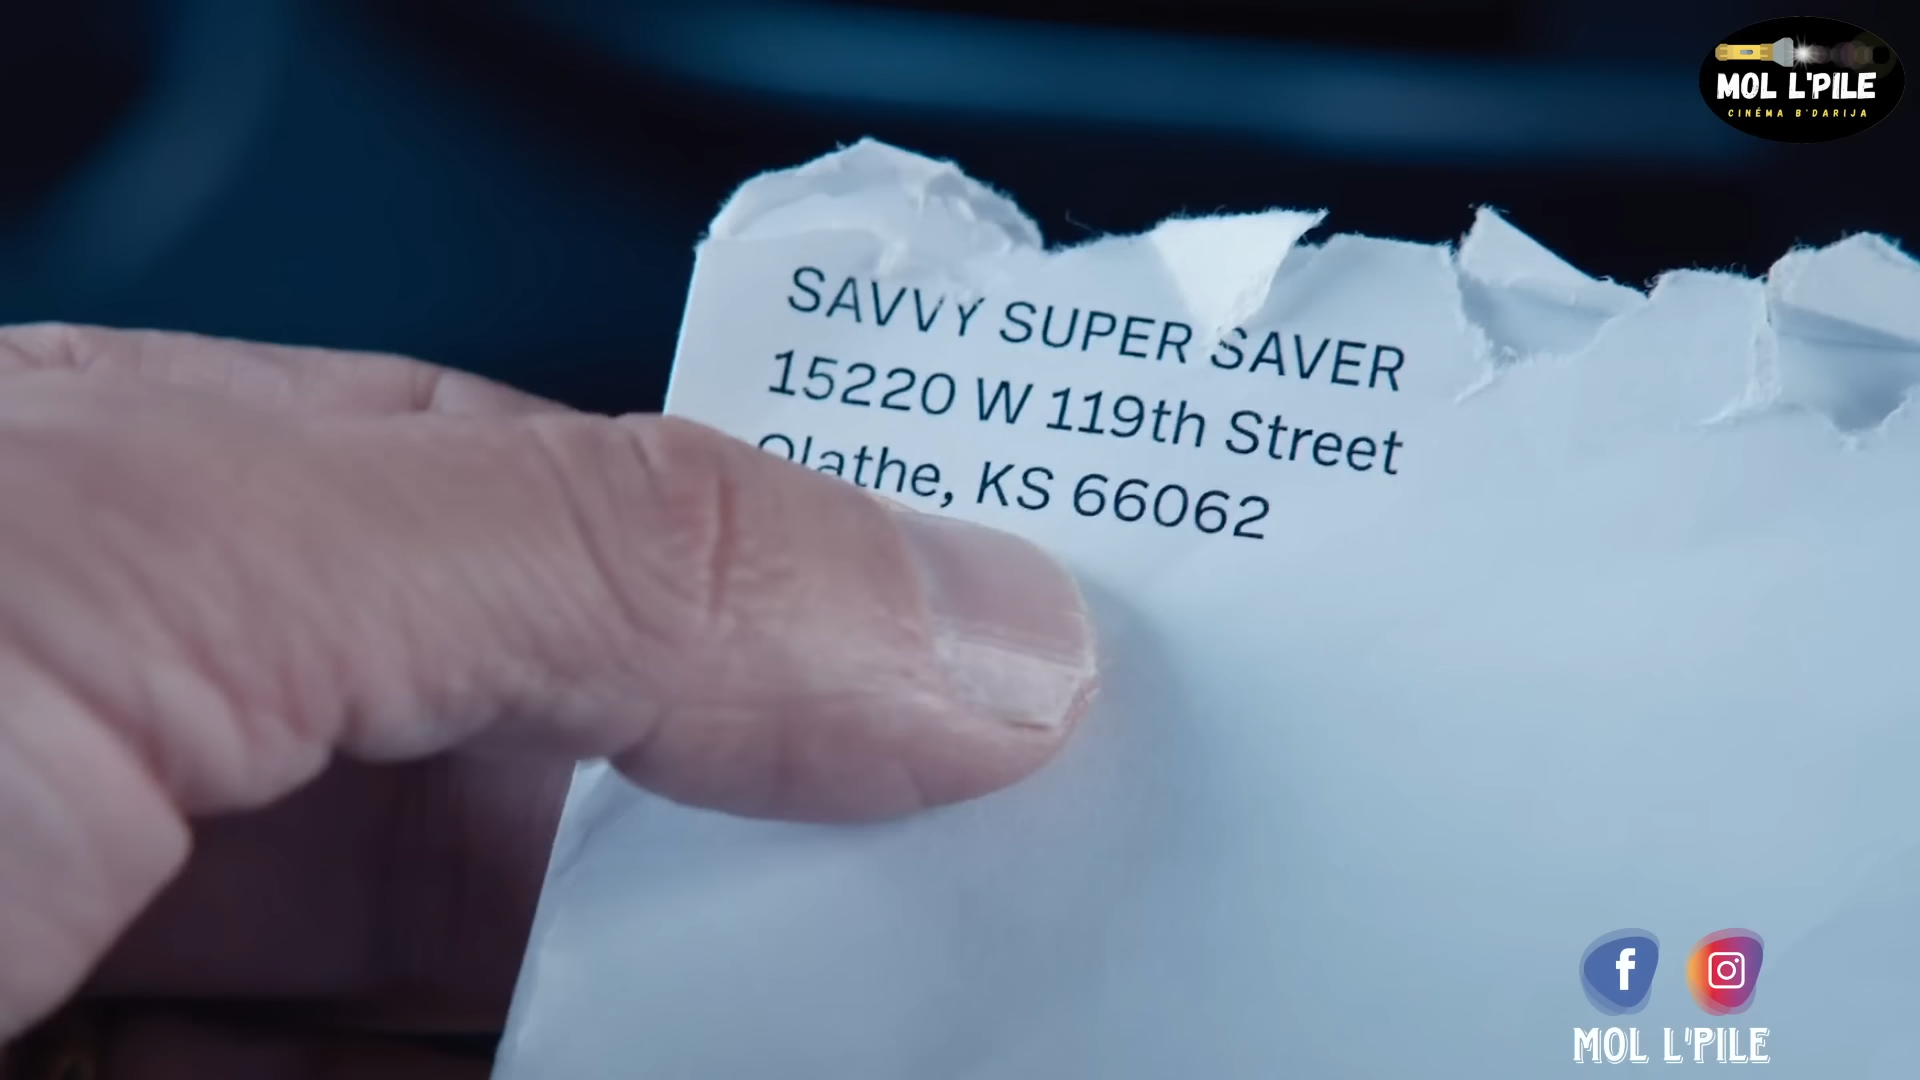 MOL L'PILE
CINÉMA B'DARIJA
SAVVY SUPER SAVER
15220 W 119th Street
Olathe, KS 66062
f
MOL L'PILE